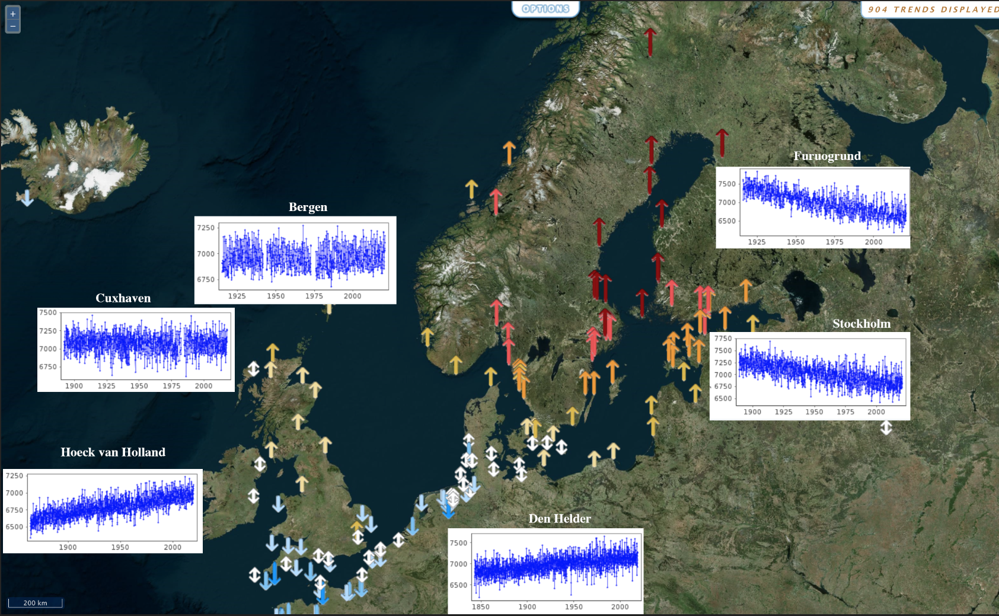 +
−
OPTIONS
904 TRENDS DISPLAYED
Furuogrund
7500
7000
6500
1925 1950 1975 2000
Bergen
7250
7000
6750
1925 1950 1975 2000
Cuxhaven
7500
7250
7000
6750
1900 1925 1950 1975 2000
Stockholm
7750
7500
7250
7000
6750
6500
1900 1925 1950 1975 2000
Hoeck van Holland
7250
7000
6750
6500
1900 1950 2000
Den Helder
7500
7000
6500
1850 1900 1950 2000
200 km